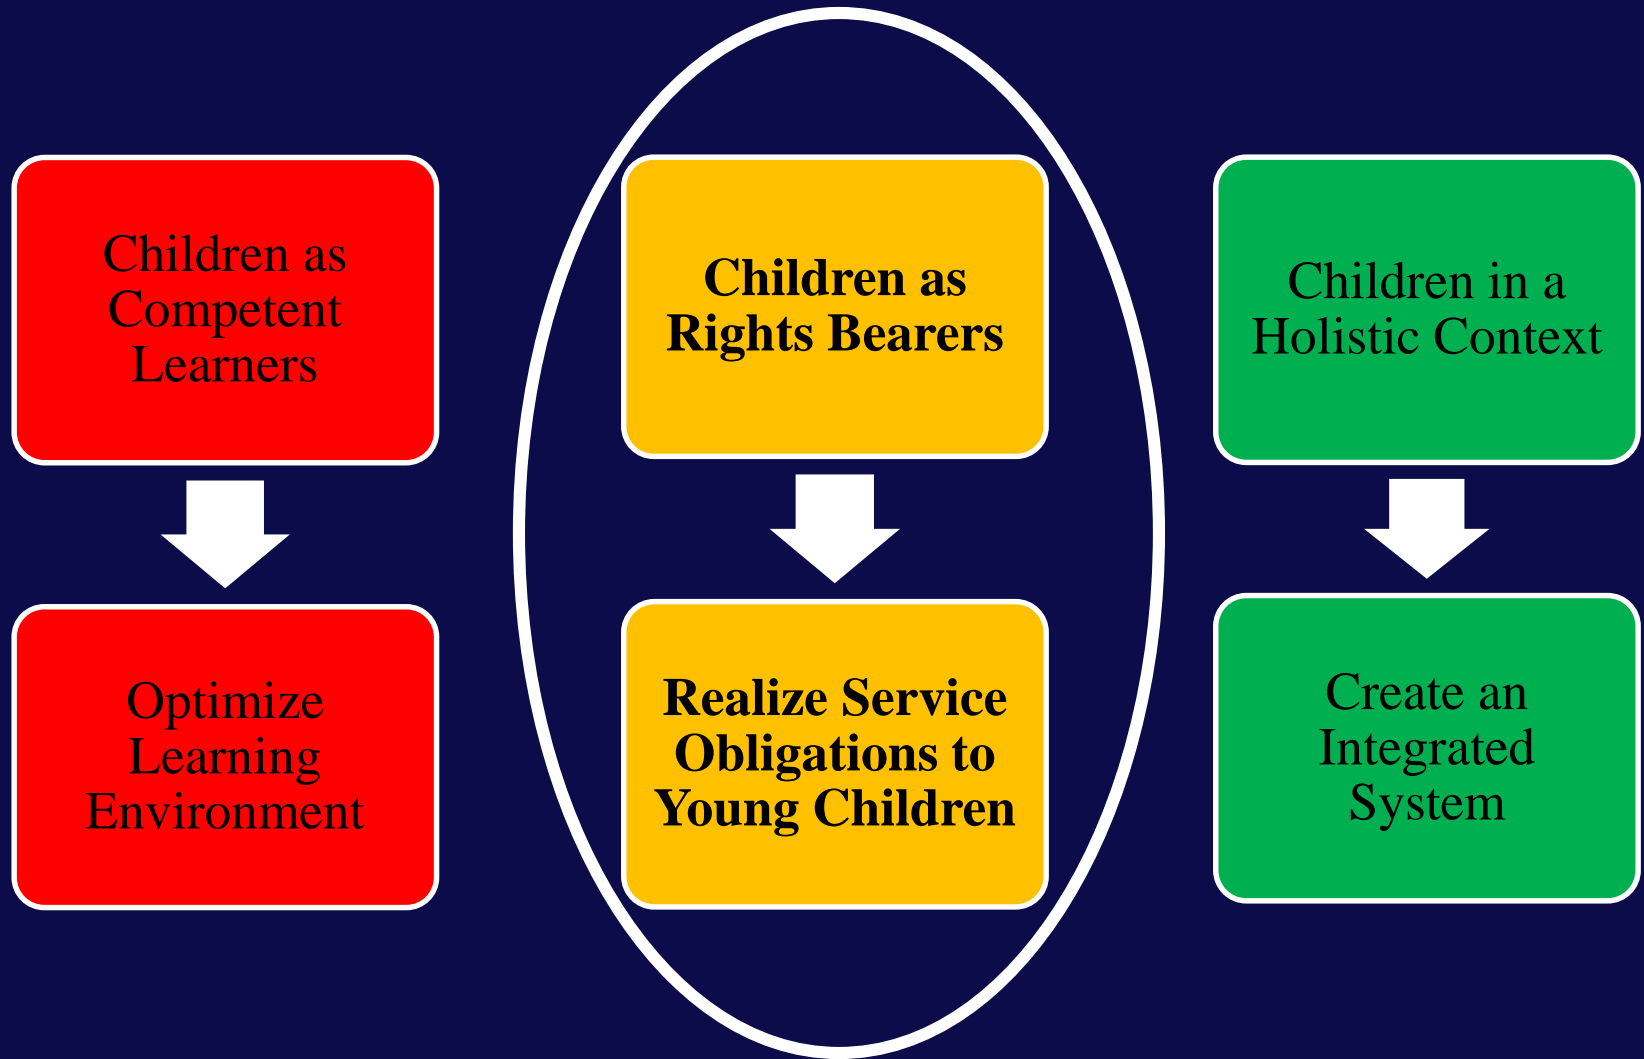 Children as
Competent
Learners
Optimize
Learning
Environment
Children as
Rights Bearers
Realize Service
Obligations to
Young Children
Children in a
Holistic Context
Create an
Integrated
System